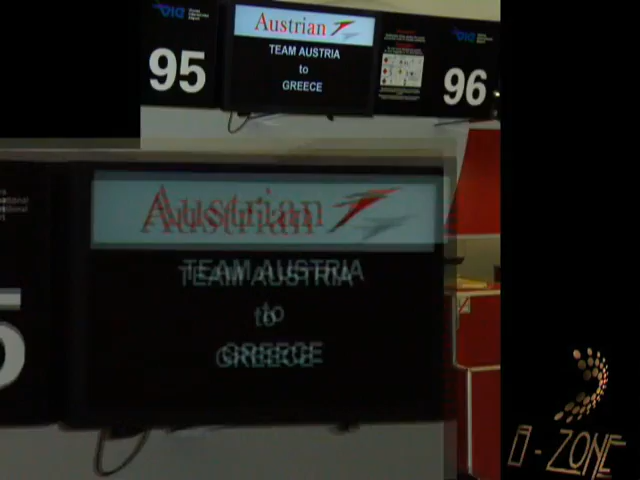 Austrian
TEAM AUSTRIA
to
GREECE
95
96
Austrian
TEAM AUSTRIA
to
GREECE
- ZONE